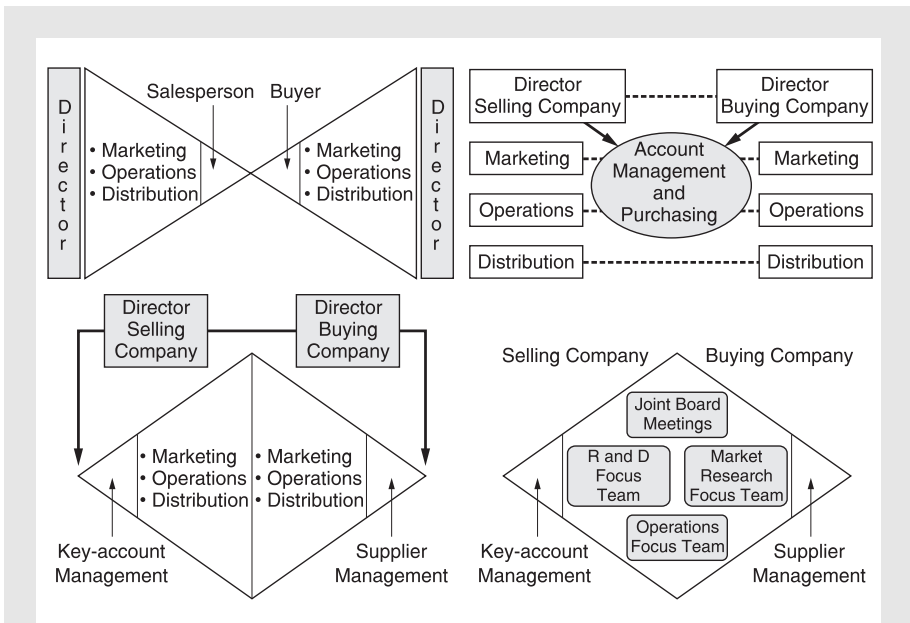 Director
Salesperson Buyer
• Marketing
• Operations
• Distribution
• Marketing
• Operations
• Distribution
Director
Director
Selling Company
Director
Buying Company
Marketing
Operations
Distribution
Account
Management
and
Purchasing
Marketing
Operations
Distribution
Director
Selling
Company
Director
Buying
Company
• Marketing
• Operations
• Distribution
• Marketing
• Operations
• Distribution
Key-account
Management
Supplier
Management
Selling Company
Buying Company
Joint Board
Meetings
R and D
Focus
Team
Market
Research
Focus Team
Operations
Focus Team
Key-account
Management
Supplier
Management